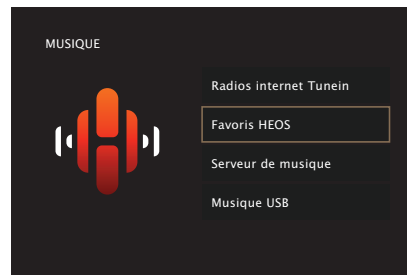 MUSIQUE
Radios internet Tunein
Favoris HEOS
Serveur de musique
Musique USB